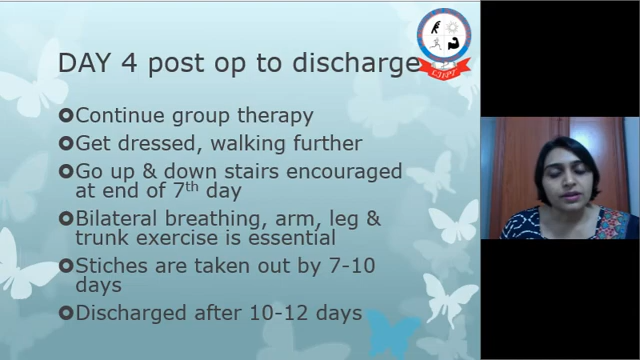 DAY 4 post op to discharge
Continue group therapy
Get dressed, walking further
Go up & down stairs encouraged
at end of 7th day
Bilateral breathing, arm, leg &
trunk exercise is essential
Stiches are taken out by 7-10
days
Discharged after 10-12 days